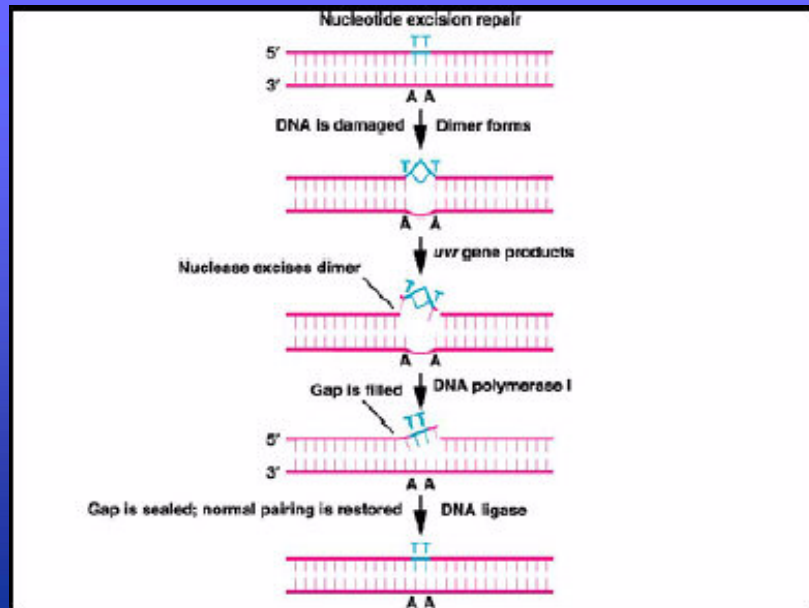 Nucleotide excision repair
TT
5′
3′
A A
DNA is damaged Dimer forms
T T
A A
uvr gene products
Nuclease excises dimer
T T
A A
DNA polymerase I
Gap is filled
TT
5′
3′
A A
Gap is sealed; normal pairing is restored DNA ligase
TT
A A